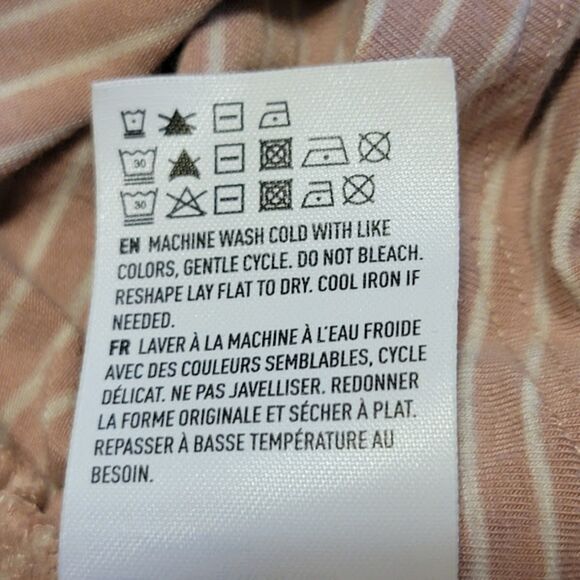 30
30
EN MACHINE WASH COLD WITH LIKE
COLORS, GENTLE CYCLE. DO NOT BLEACH.
RESHAPE LAY FLAT TO DRY. COOL IRON IF
NEEDED.
FR LAVER À LA MACHINE À L'EAU FROIDE
AVEC DES COULEURS SEMBLABLES, CYCLE
DÉLICAT. NE PAS JAVELLISER. REDONNER
LA FORME ORIGINALE ET SÉCHER À PLAT.
REPASSER À BASSE TEMPÉRATURE AU
BESOIN.